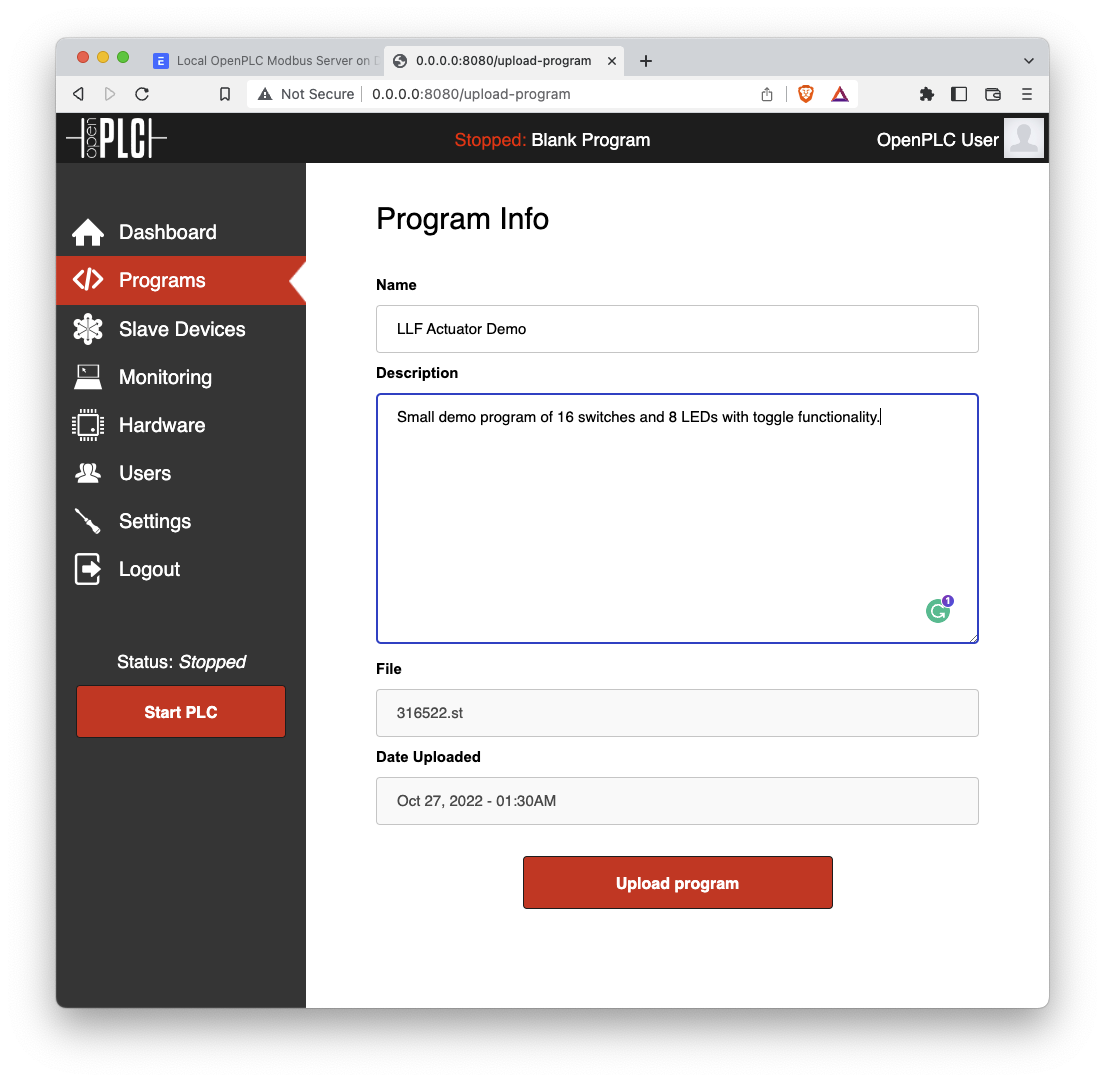 E Local OpenPLC Modbus Server on D
0.0.0.0:8080/upload-program
Not Secure 0.0.0.0:8080/upload-program
open PLC
Stopped: Blank Program
OpenPLC User
Dashboard
Programs
Slave Devices
Monitoring
Hardware
Users
Settings
Logout
Status: Stopped
Start PLC
Program Info
Name
LLF Actuator Demo
Description
Small demo program of 16 switches and 8 LEDs with toggle functionality.
1
File
316522.st
Date Uploaded
Oct 27, 2022 - 01:30AM
Upload program